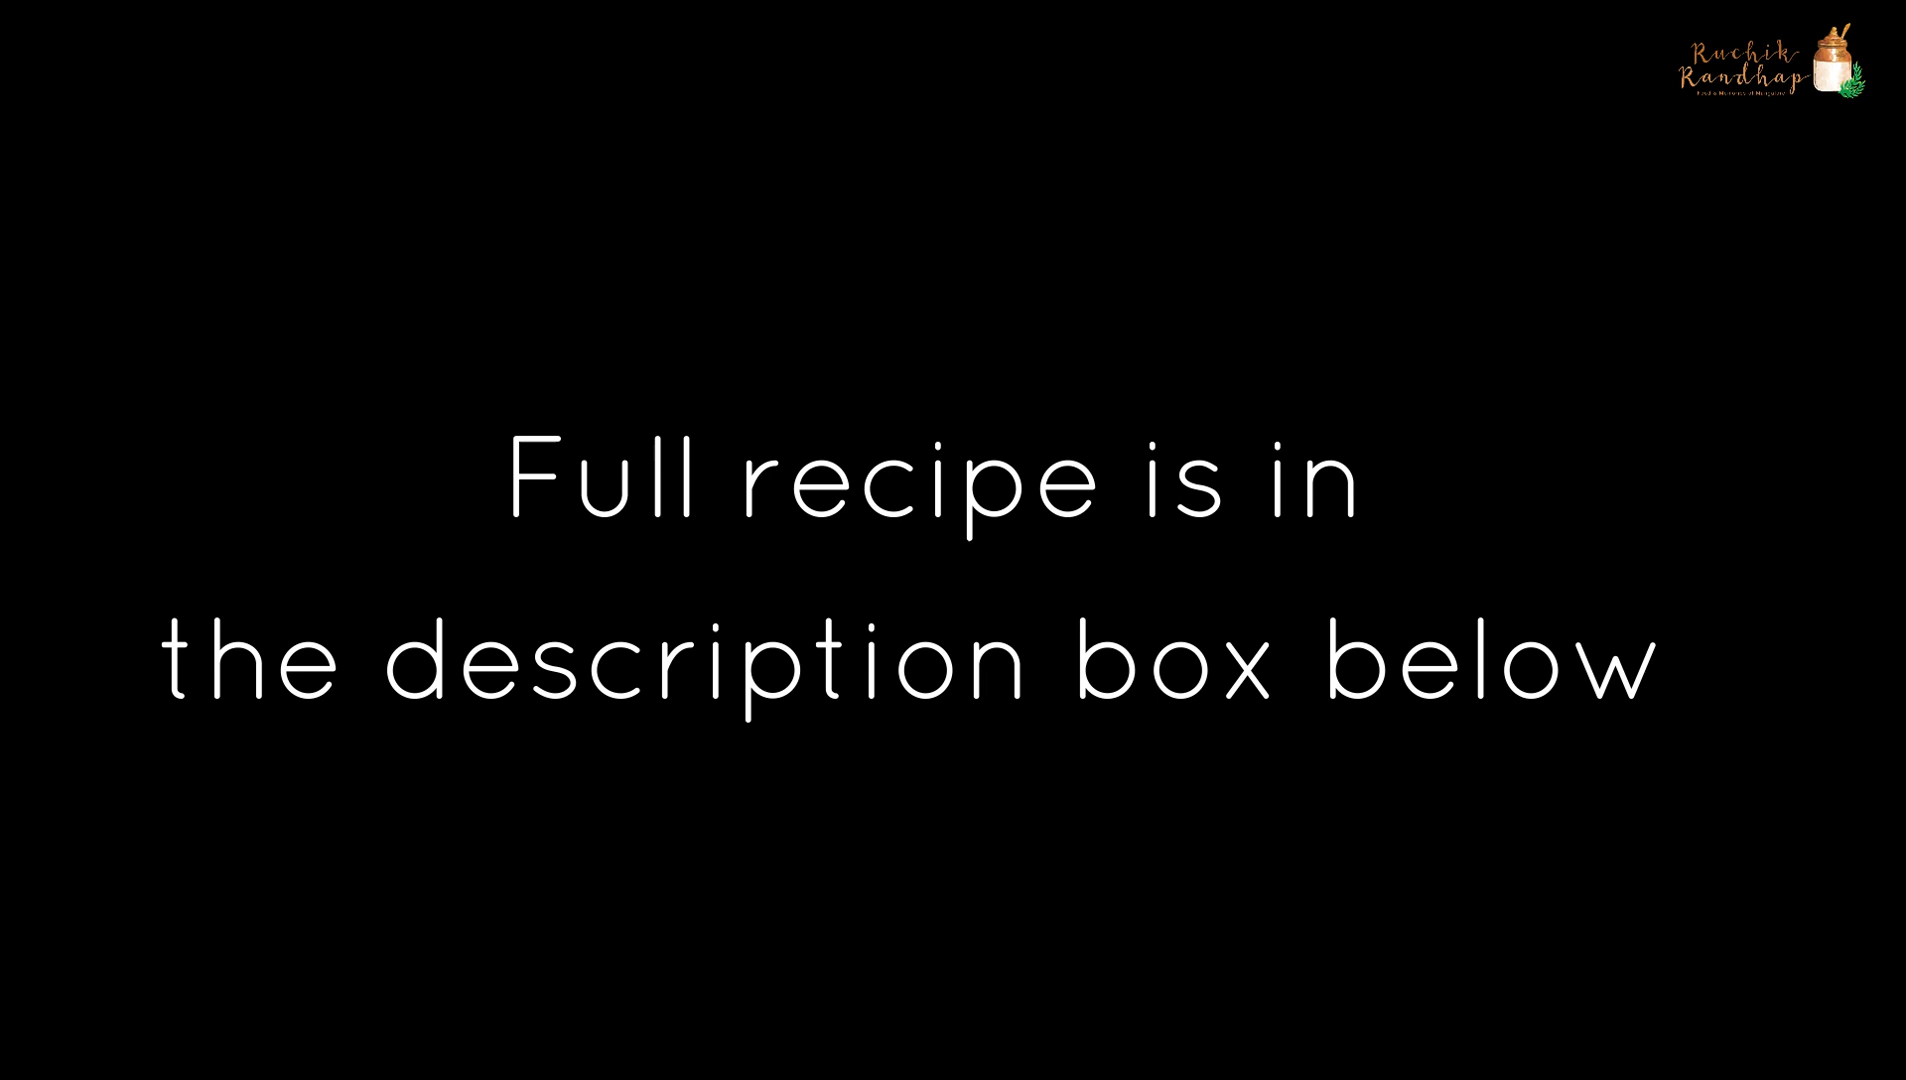 Ruchik
Randhap
Full recipe is in
the description box below